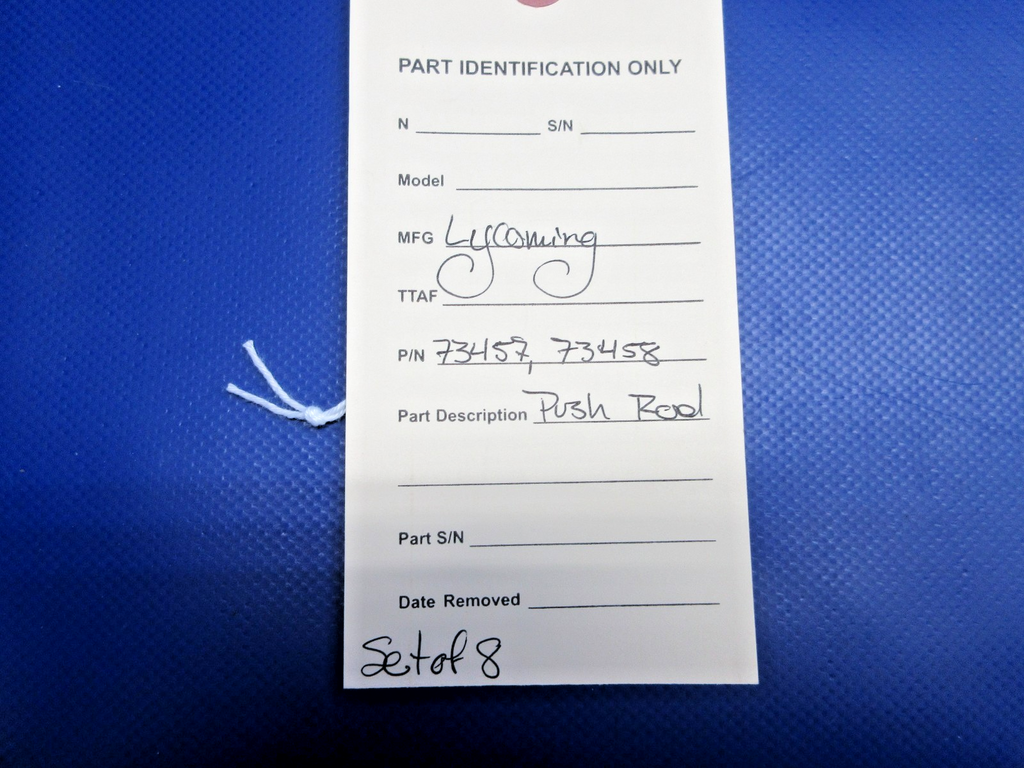 PART IDENTIFICATION ONLY
N S/N
Model
MFG Lycoming
TTAF
P/N 73457, 73458
Part Description Push Rod
Part S/N
Date Removed
Set of 8